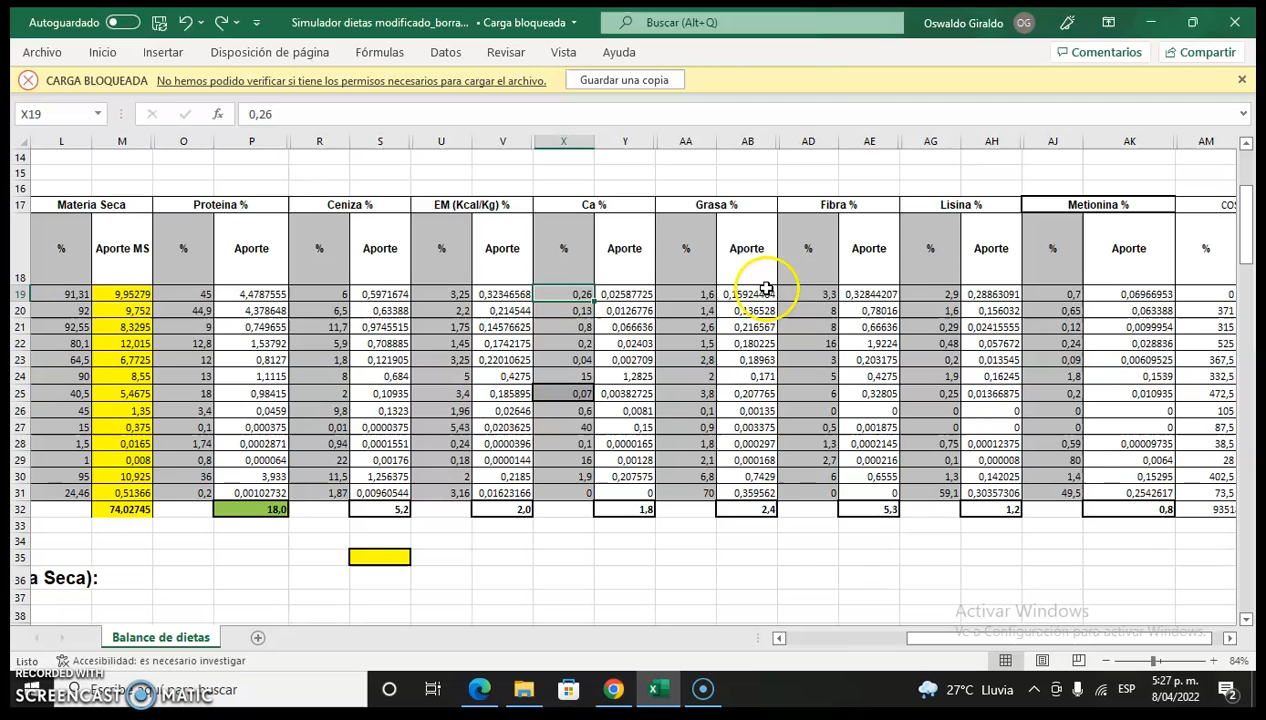 Autoguardado
Simulador dietas modificado_borra... - Carga bloqueada
Buscar (Alt+Q)
Oswaldo Giraldo OG
Archivo Inicio Insertar Disposición de página Fórmulas Datos Revisar Vista Ayuda Comentarios Compartir
CARGA BLOQUEADA No hemos podido verificar si tiene los permisos necesarios para cargar el archivo. Guardar una copia
X19 fx 0,26
L M O P R S U V X Y AA AB AD AE AG AH AJ AK AM
14
15
16
17 Materia Seca Proteina % Ceniza % EM (Kcal/Kg) % Ca % Grasa % Fibra % Lisina % Metionina % COS
18 % Aporte MS % Aporte % Aporte % Aporte % Aporte % Aporte % Aporte % Aporte % Aporte %
19 91,31 9,95279 45 4,4787555 6 0,5971674 3,25 0,32346568 0,26 0,02587725 1,6 3,3 0,32844207 2,9 0,28863091 0,7 0,06966953 0
20 92 9,752 44,9 4,378648 6,5 0,63388 2,2 0,214544 0,13 0,0126776 1,4 0,136528 8 0,78016 1,6 0,156032 0,65 0,063388 371
21 92,55 8,3295 9 0,749655 11,7 0,9745515 1,75 0,14576625 0,8 0,066636 2,6 0,216567 8 0,66636 0,29 0,02415555 0,12 0,0099954 315
22 80,1 12,015 12,8 1,53792 5,9 0,708885 1,45 0,1742175 0,2 0,02403 1,5 0,180225 16 1,9224 0,48 0,057672 0,24 0,028836 525
23 64,5 6,7725 12 0,8127 1,8 0,121905 3,25 0,22010625 0,04 0,002709 2,8 0,18963 3 0,203175 0,2 0,013545 0,09 0,00609525 367,5
24 90 8,55 13 1,1115 8 0,684 5 0,4275 15 1,2825 2 0,171 5 0,4275 1,9 0,16245 1,8 0,1539 332,5
25 40,5 5,4675 18 0,98415 2 0,10935 3,4 0,185895 0,07 0,00382725 3,8 0,207765 6 0,32805 0,25 0,01366875 0,2 0,010935 472,5
26 45 1,35 3,4 0,0459 9,8 0,1323 1,96 0,02646 0,6 0,0081 0,1 0,00135 0 0 0 0 0 0 105
27 15 0,375 0,1 0,000375 0,01 0,0000375 5,43 0,0203625 40 0,15 0,9 0,003375 0,5 0,001875 0 0 0 0 87,5
28 1,5 0,0165 1,74 0,0002871 0,94 0,0001551 0,24 0,0000396 0,1 0,0000165 1,8 0,000297 1,3 0,0002145 0,75 0,00012375 0,59 0,00009735 38,5
29 1 0,008 0,8 0,000064 22 0,00176 0,18 0,0000144 16 0,00128 2,1 0,000168 2,7 0,000216 0,1 0,000008 80 0,0064 28
30 95 10,925 36 3,933 11,5 1,256375 2 0,2185 1,9 0,207575 6,8 0,7429 6 0,6555 1,3 0,142025 1,4 0,15295 402,5
31 24,46 0,51366 0,2 0,00102732 1,87 0,00960544 3,16 0,01623166 0 0 70 0,359562 0 0 59,1 0,30357306 49,5 0,2542617 73,5
32 74,02745 18,0 5,2 2,0 1,8 2,4 5,3 1,2 0,8 9351
33
34
35
36 a Seca):
37
38
Activar Windows
Ve a Configuración para activar Windows.
Balance de dietas
Listo Accesibilidad: es necesario investigar 84%
RECORDED WITH
SCREENCAST MATIC
27°C Lluvia ESP 5:27 p. m.
8/04/2022 2